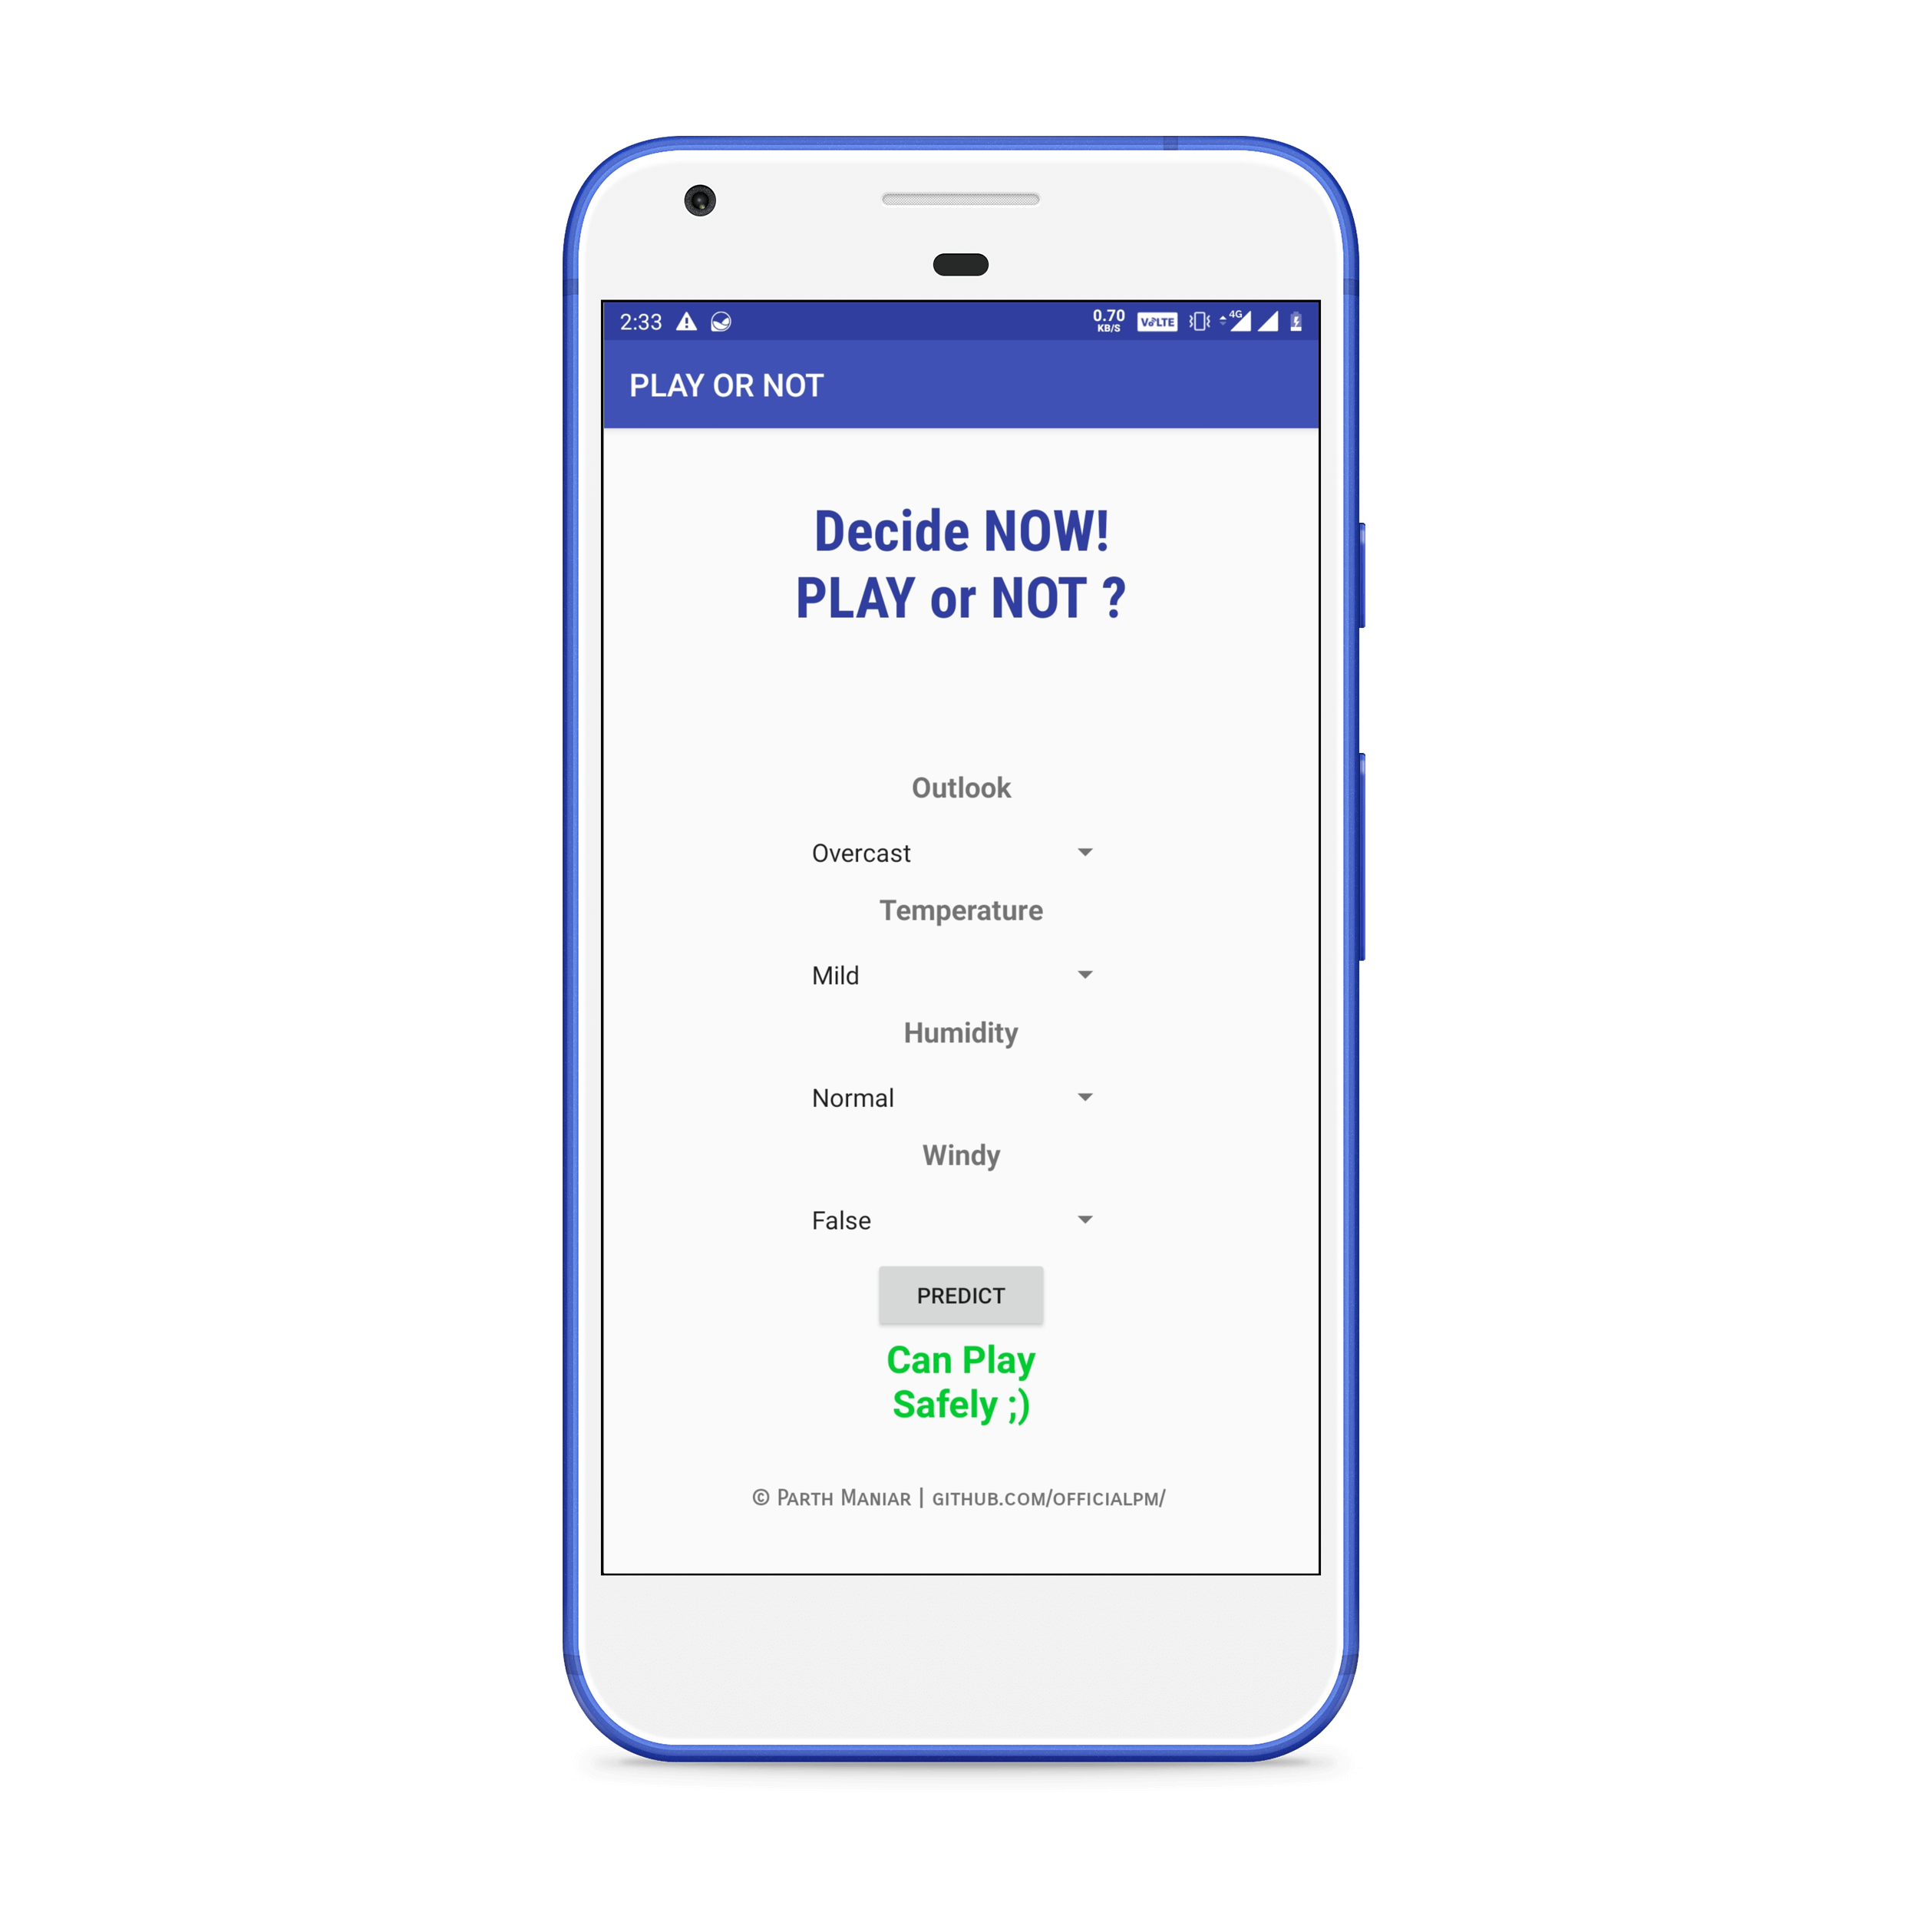 2:33 0.70 KB/S VoLTE 4G
PLAY OR NOT
Decide NOW!
PLAY or NOT ?
Outlook
Overcast
Temperature
Mild
Humidity
Normal
Windy
False
PREDICT
Can Play
Safely ;)
© Parth Maniar | github.com/officialpm/